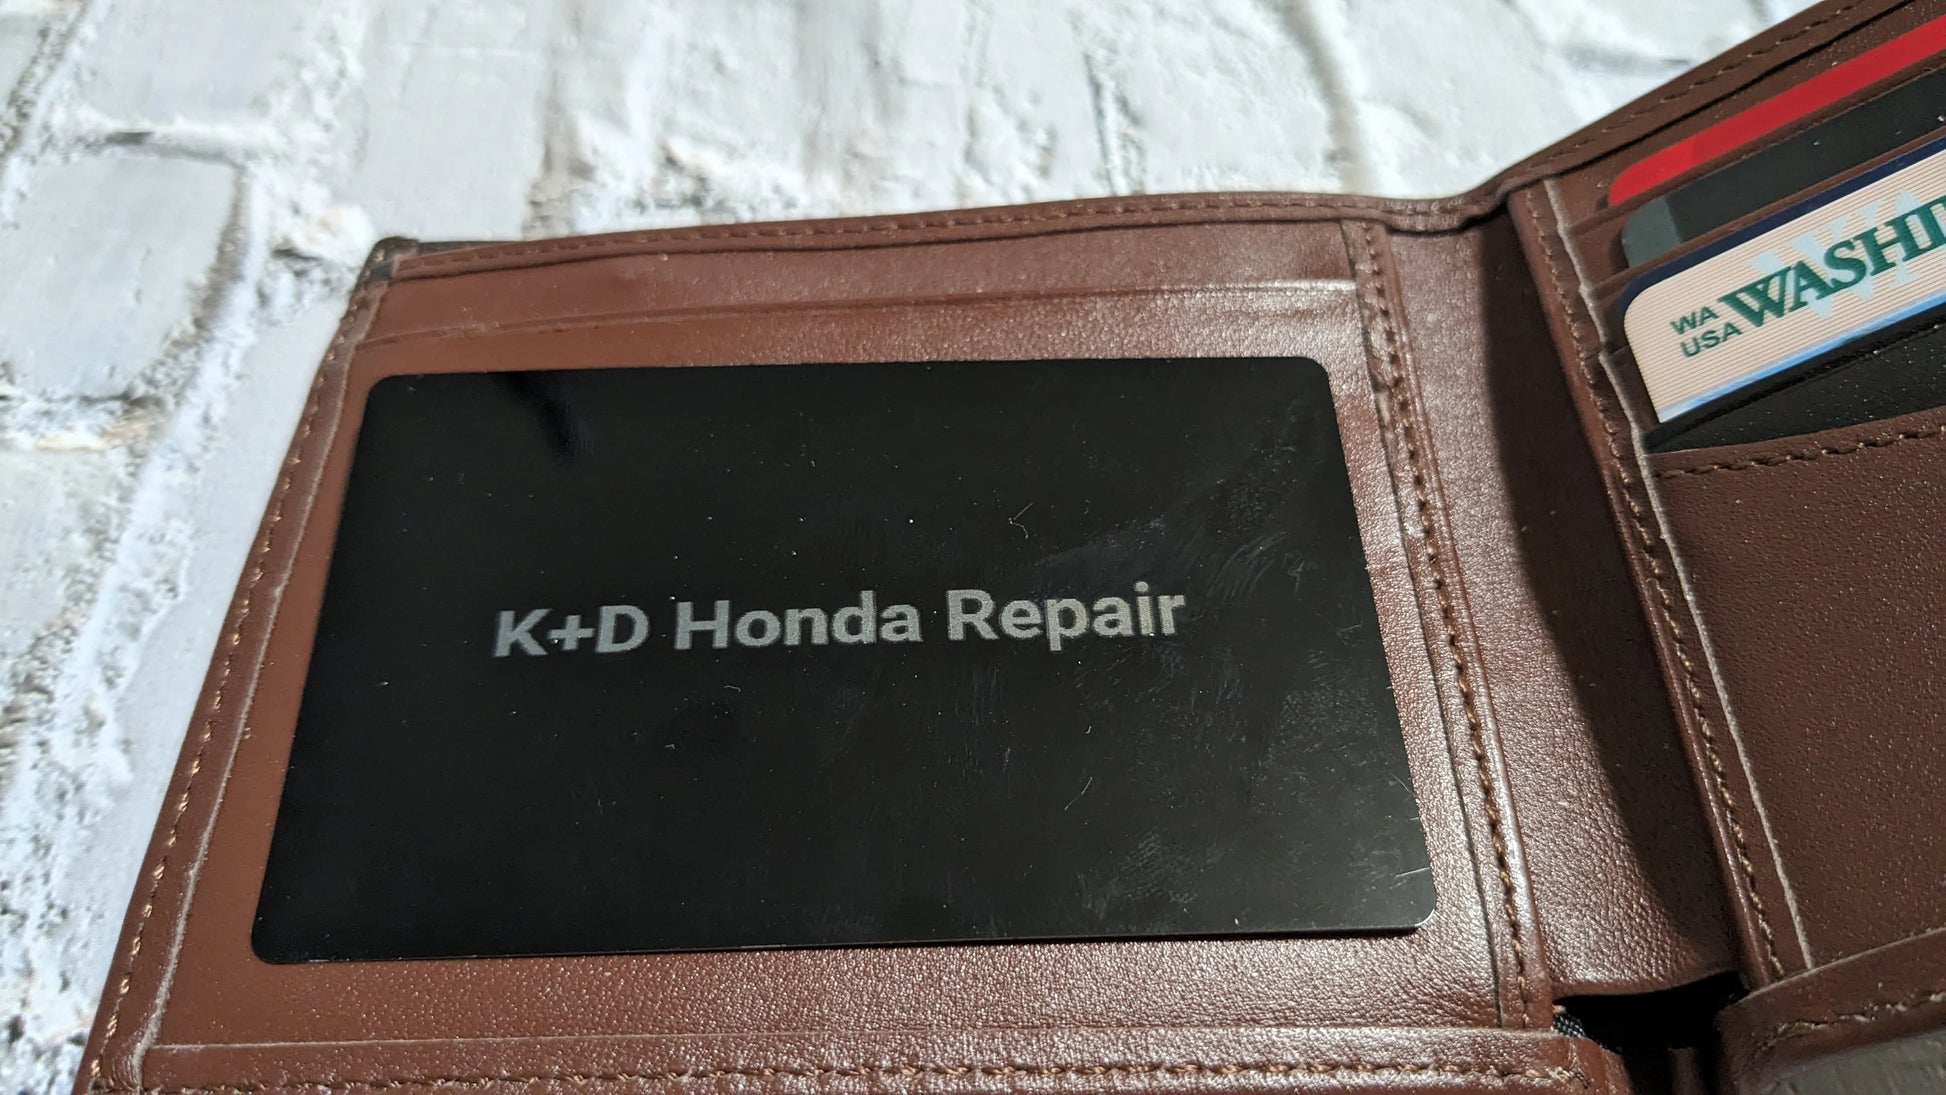 K+D Honda Repair
WA
USA
WASHI